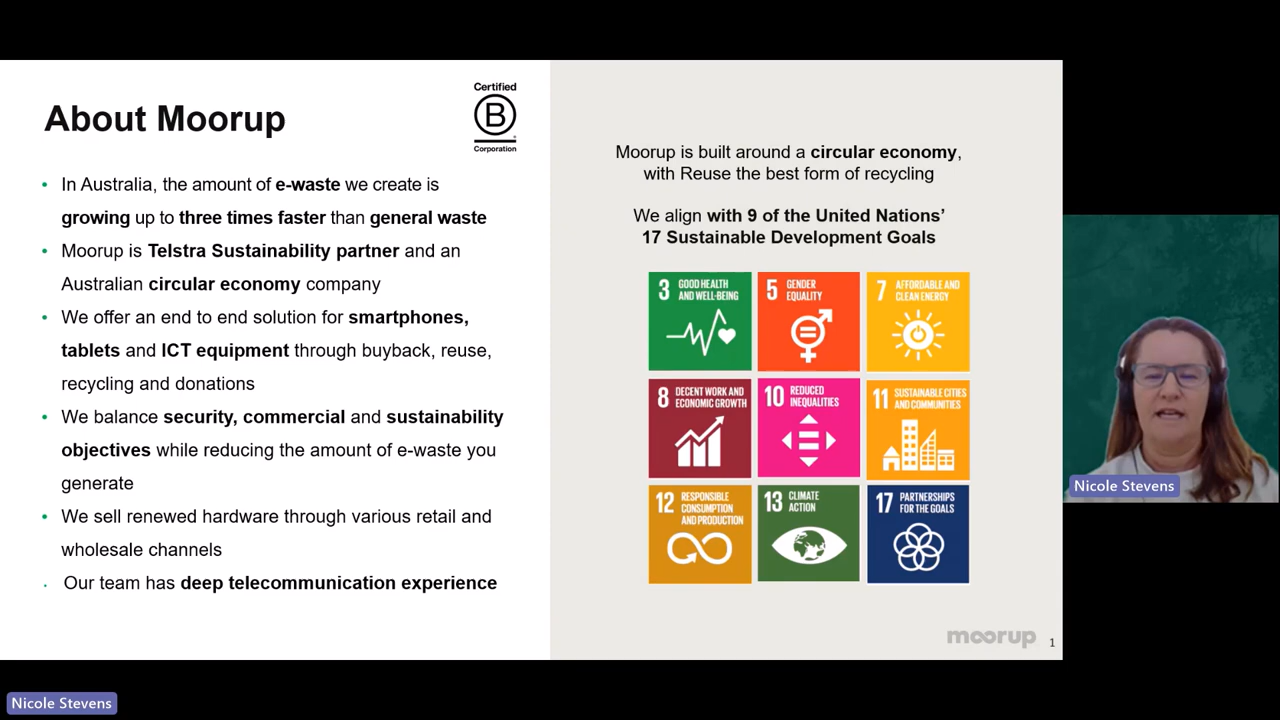 About Moorup
Certified
B
Corporation
• In Australia, the amount of e-waste we create is
growing up to three times faster than general waste
• Moorup is Telstra Sustainability partner and an
Australian circular economy company
• We offer an end to end solution for smartphones,
tablets and ICT equipment through buyback, reuse,
recycling and donations
• We balance security, commercial and sustainability
objectives while reducing the amount of e-waste you
generate
• We sell renewed hardware through various retail and
wholesale channels
• Our team has deep telecommunication experience
Moorup is built around a circular economy,
with Reuse the best form of recycling
We align with 9 of the United Nations’
17 Sustainable Development Goals
3 GOOD HEALTH
AND WELL-BEING
5 GENDER
EQUALITY
7 AFFORDABLE AND
CLEAN ENERGY
8 DECENT WORK AND
ECONOMIC GROWTH
10 REDUCED
INEQUALITIES
11 SUSTAINABLE CITIES
AND COMMUNITIES
12 RESPONSIBLE
CONSUMPTION
AND PRODUCTION
13 CLIMATE
ACTION
17 PARTNERSHIPS
FOR THE GOALS
moorup
1
Nicole Stevens
Nicole Stevens